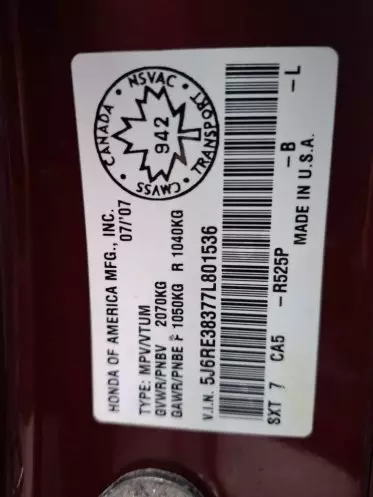 HONDA OF AMERICA MFG., INC.
07/'07
TYPE: MPV/VTUM
GVWR/PNBV 2070KG
GAWR/PNBE F 1050KG R 1040KG
V.I.N. 5J6RE38377L801536
SXT 7 CA5 -R525P -B -L
MADE IN U.S.A.
CANADA • NSVAC • TRANSPORT • CMVSS •
942